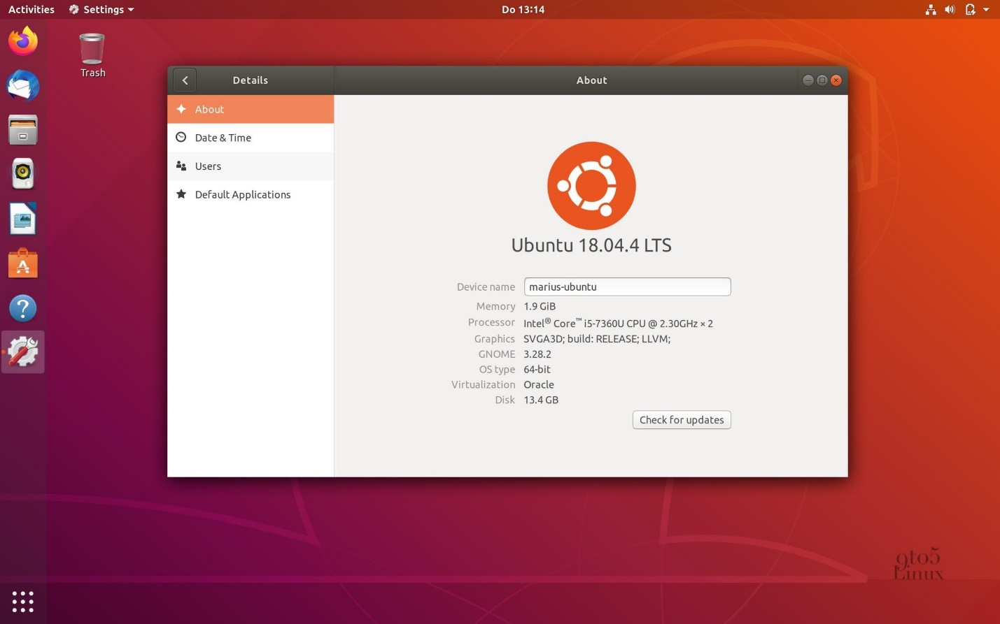 Activities Settings Do 13:14
Trash
Details About
About
Date & Time
Users
Default Applications
Ubuntu 18.04.4 LTS
Device name marius-ubuntu
Memory 1.9 GiB
Processor Intel® Core™ i5-7360U CPU @ 2.30GHz × 2
Graphics SVGA3D; build: RELEASE; LLVM;
GNOME 3.28.2
OS type 64-bit
Virtualization Oracle
Disk 13.4 GB
Check for updates
9to5
Linux